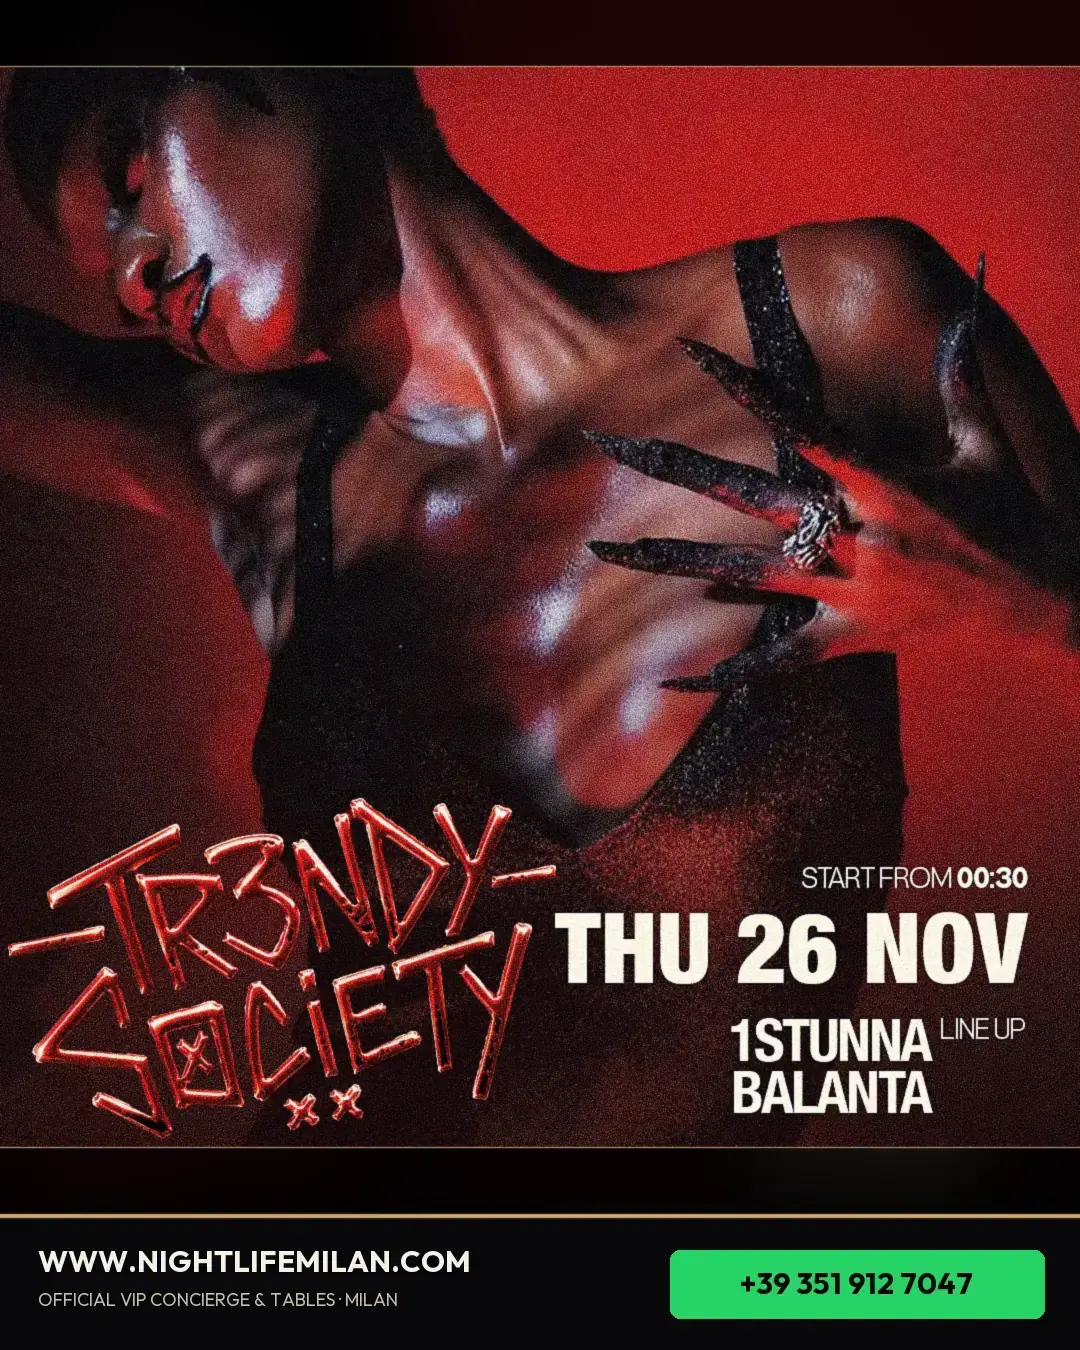 -TR3NDY-
SOCiETY
xx
START FROM 00:30
THU 26 NOV
1STUNNA LINE UP
BALANTA
WWW.NIGHTLIFEMILAN.COM
OFFICIAL VIP CONCIERGE & TABLES · MILAN
+39 351 912 7047